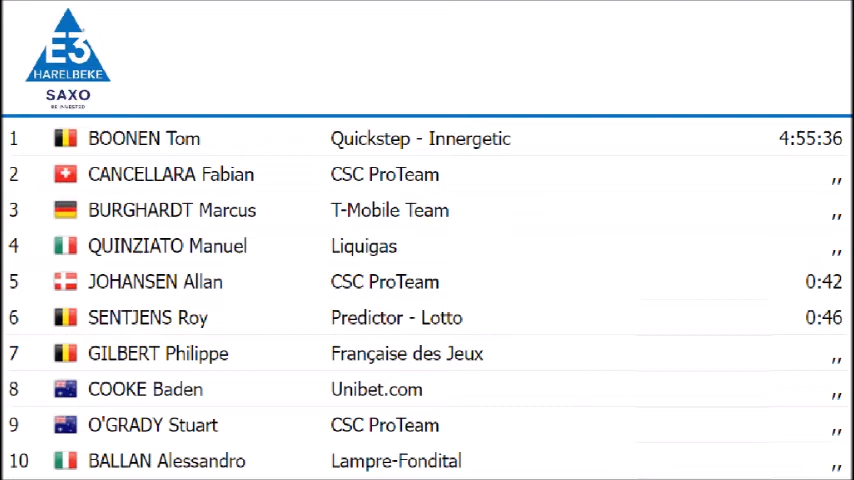 E3
HARELBEKE
SAXO
BE INVESTED
1 BOONEN Tom Quickstep - Innergetic 4:55:36
2 CANCELLARA Fabian CSC ProTeam ,,
3 BURGHARDT Marcus T-Mobile Team ,,
4 QUINZIATO Manuel Liquigas ,,
5 JOHANSEN Allan CSC ProTeam 0:42
6 SENTJENS Roy Predictor - Lotto 0:46
7 GILBERT Philippe Française des Jeux ,,
8 COOKE Baden Unibet.com ,,
9 O'GRADY Stuart CSC ProTeam ,,
10 BALLAN Alessandro Lampre-Fondital ,,